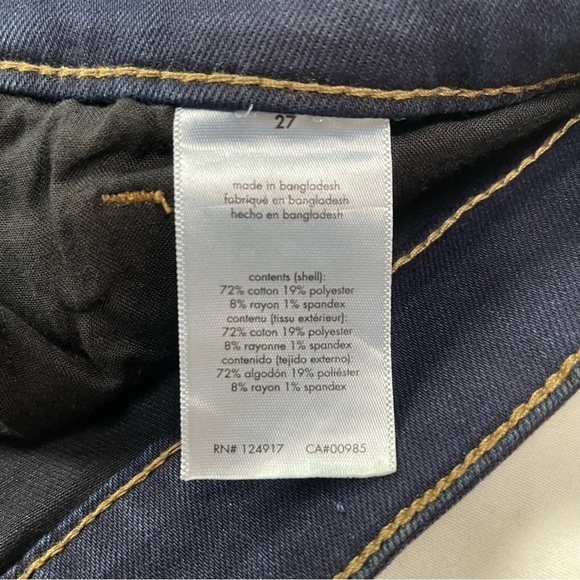 27
made in bangladesh
fabriqué en bangladesh
hecho en bangladesh
contents (shell):
72% cotton 19% polyester
8% rayon 1% spandex
contenu (tissu extérieur):
72% coton 19% polyester
8% rayonne 1% spandex
contenido (tejido externo):
72% algodón 19% poliéster
8% rayon 1% spandex
RN# 124917 CA#00985